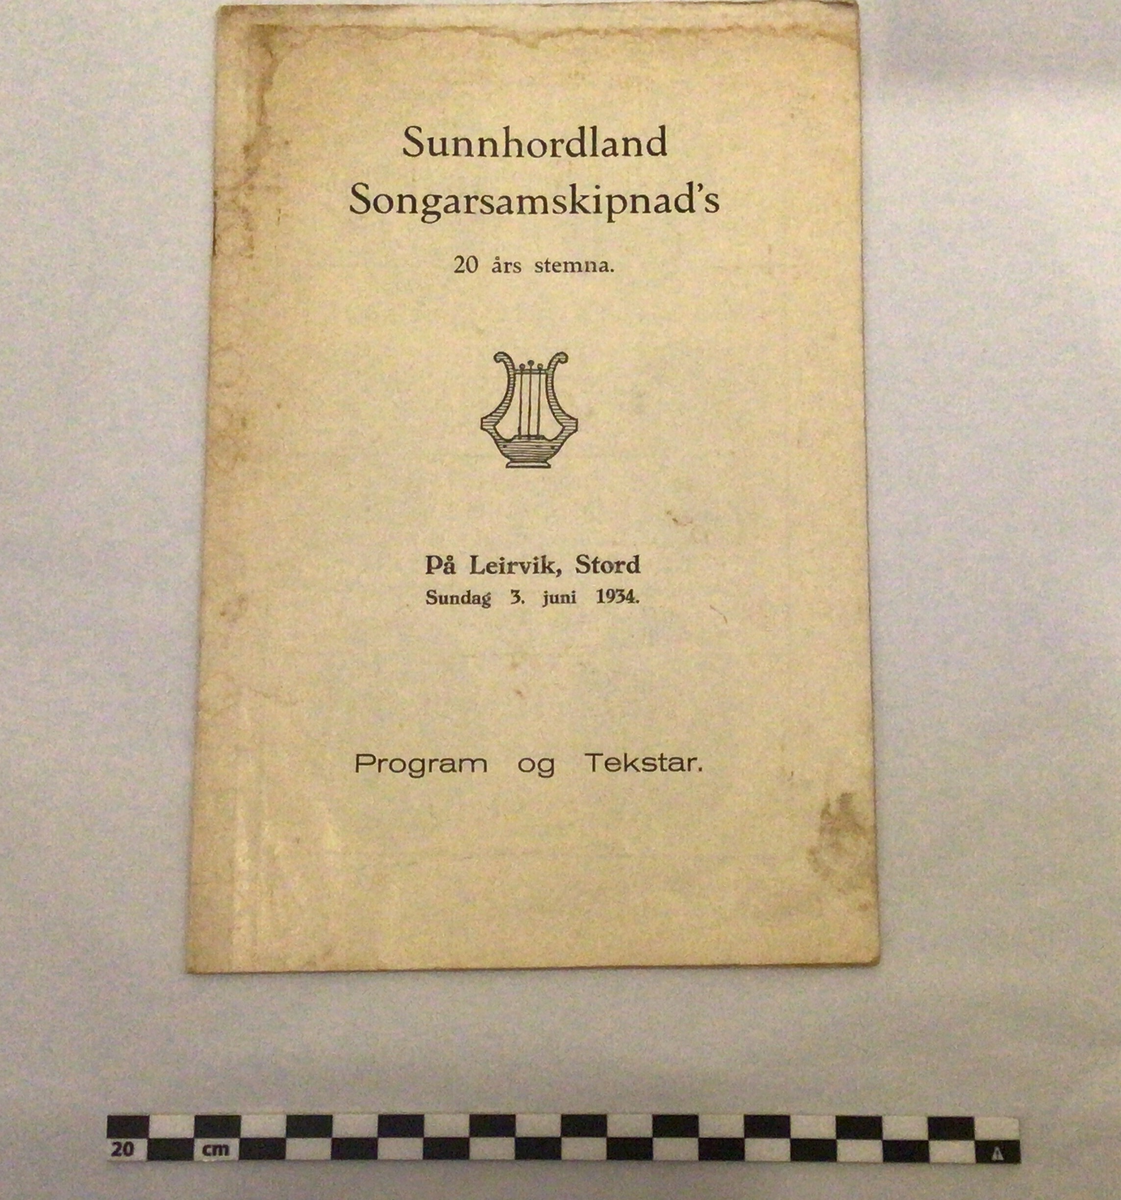 Sunnhordland
Songarsamskipnad's
20 års stemna.
På Leirvik, Stord
Sundag 3. juni 1934.
Program og Tekstar.
20 cm A